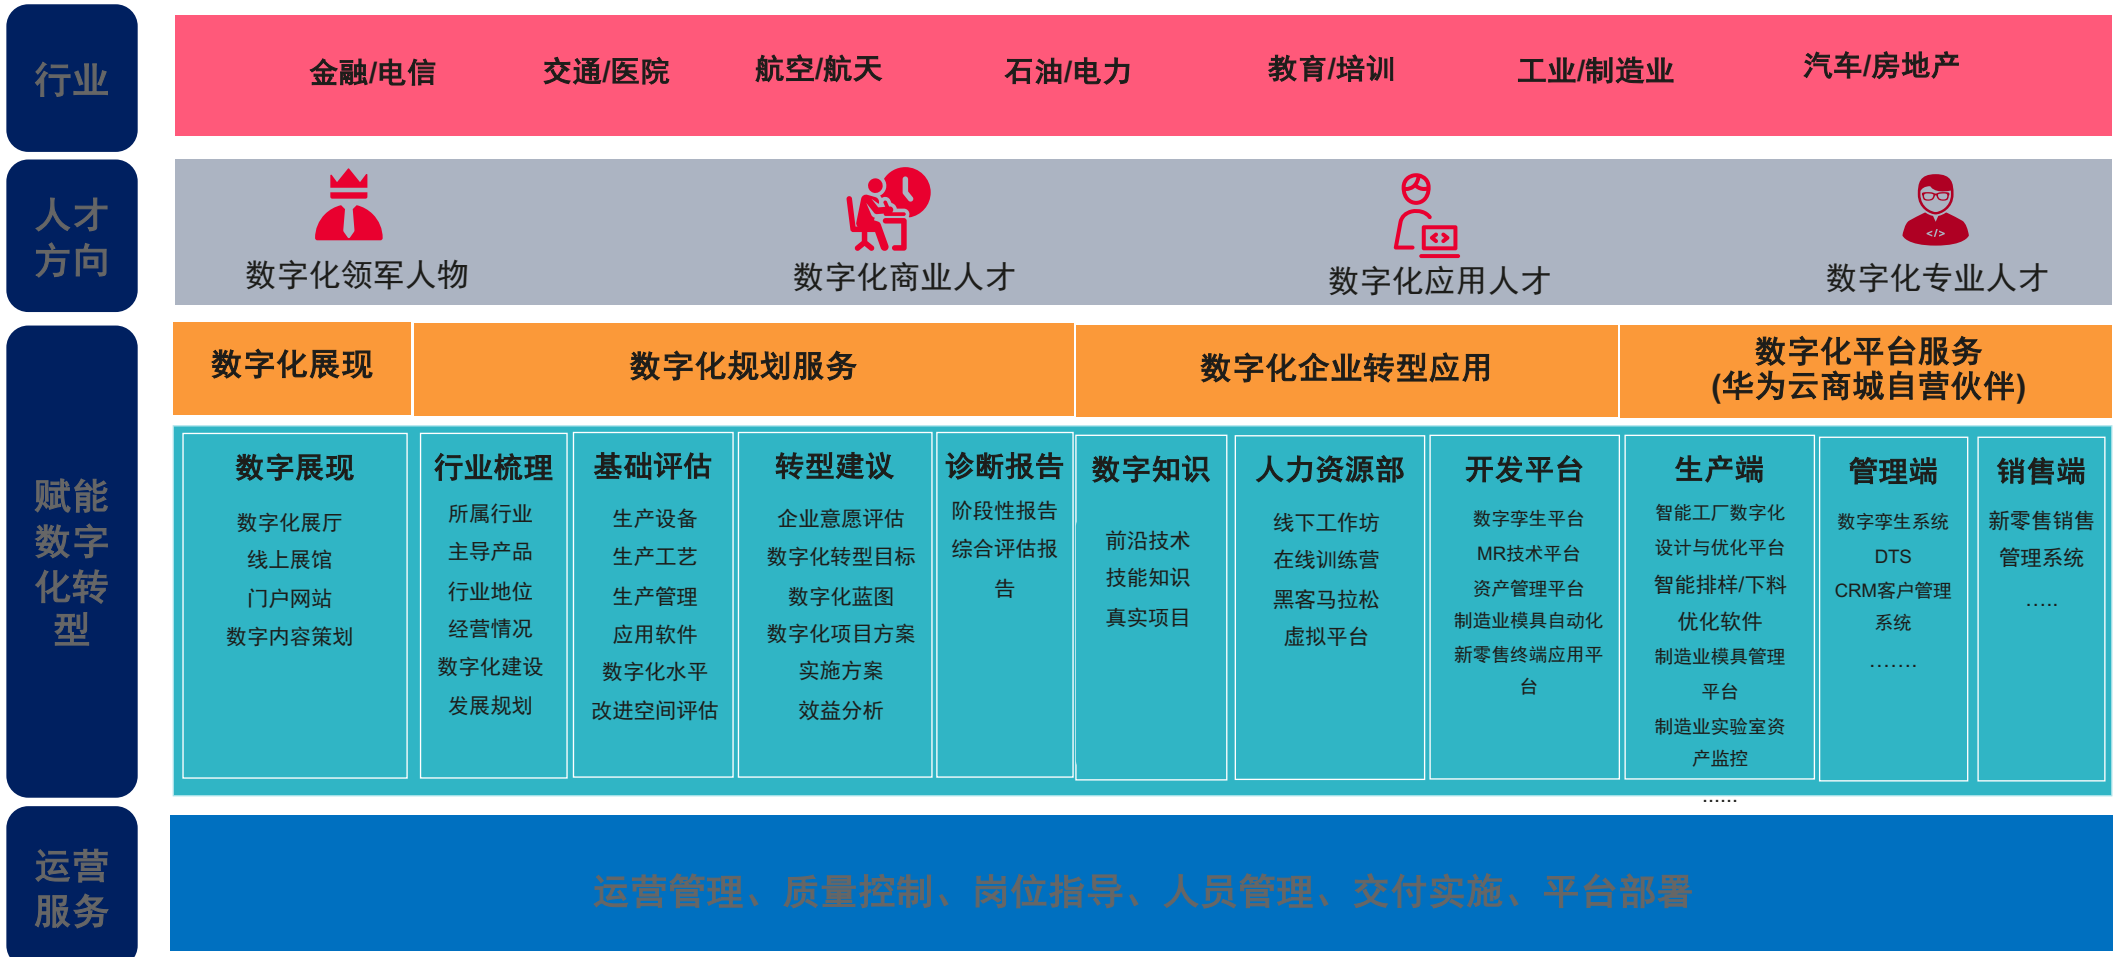 行业
金融/电信
交通/医院
航空/航天
石油/电力
教育/培训
工业/制造业
汽车/房地产
人才
方向
数字化领军人物
数字化商业人才
数字化应用人才
数字化专业人才
赋能
数字
化转
型
数字化展现
数字化规划服务
数字化企业转型应用
数字化平台服务
(华为云商城自营伙伴)
数字展现
数字化展厅
线上展馆
门户网站
数字内容策划
行业梳理
所属行业
主导产品
行业地位
经营情况
数字化建设
发展规划
基础评估
生产设备
生产工艺
生产管理
应用软件
数字化水平
改进空间评估
转型建议
企业意愿评估
数字化转型目标
数字化蓝图
数字化项目方案
实施方案
效益分析
诊断报告
阶段性报告
综合评估报
告
数字知识
前沿技术
技能知识
真实项目
人力资源部
线下工作坊
在线训练营
黑客马拉松
虚拟平台
开发平台
数字孪生平台
MR技术平台
资产管理平台
制造业模具自动化
新零售终端应用平
台
生产端
智能工厂数字化
设计与优化平台
智能排样/下料
优化软件
制造业模具管理
平台
制造业实验室资
产监控
......
管理端
数字孪生系统
DTS
CRM客户管理
系统
.......
销售端
新零售销售
管理系统
.....
运营
服务
运营管理、质量控制、岗位指导、人员管理、交付实施、平台部署